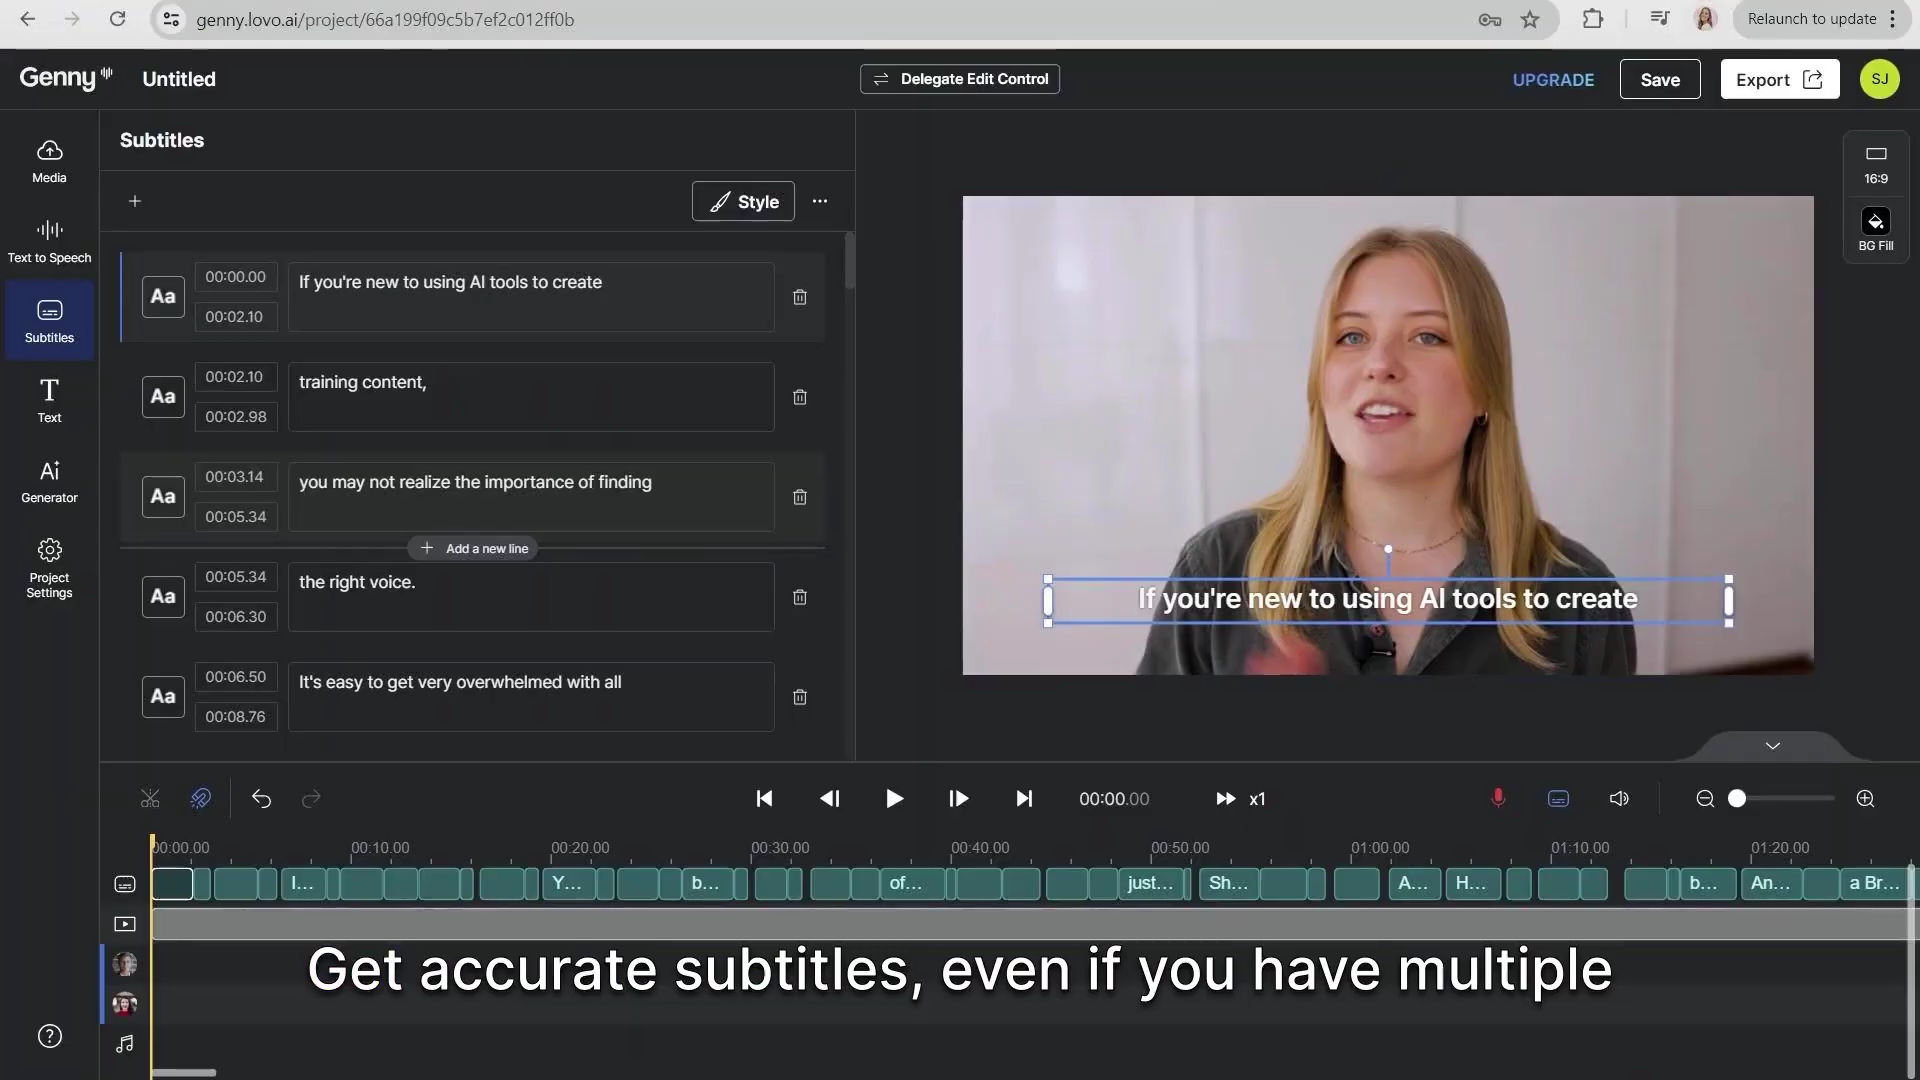 genny.lovo.ai/project/66a199f09c5b7ef2c012ff0b
Relaunch to update
Genny
Untitled
Delegate Edit Control
UPGRADE
Save
Export
SJ
Media
Text to Speech
Subtitles
Text
Ai
Generator
Project
Settings
Subtitles
Style
Aa
00:00.00
00:02.10
If you're new to using AI tools to create
Aa
00:02.10
00:02.98
training content,
Aa
00:03.14
00:05.34
you may not realize the importance of finding
Add a new line
Aa
00:05.34
00:06.30
the right voice.
Aa
00:06.50
00:08.76
It's easy to get very overwhelmed with all
16:9
BG Fill
If you're new to using AI tools to create
00:00.00
x1
00:00.00 00:10.00 00:20.00 00:30.00 00:40.00 00:50.00 01:00.00 01:10.00 01:20.00
I... Y... b... of... just... Sh... A... H... b... An... a Br...
Get accurate subtitles, even if you have multiple